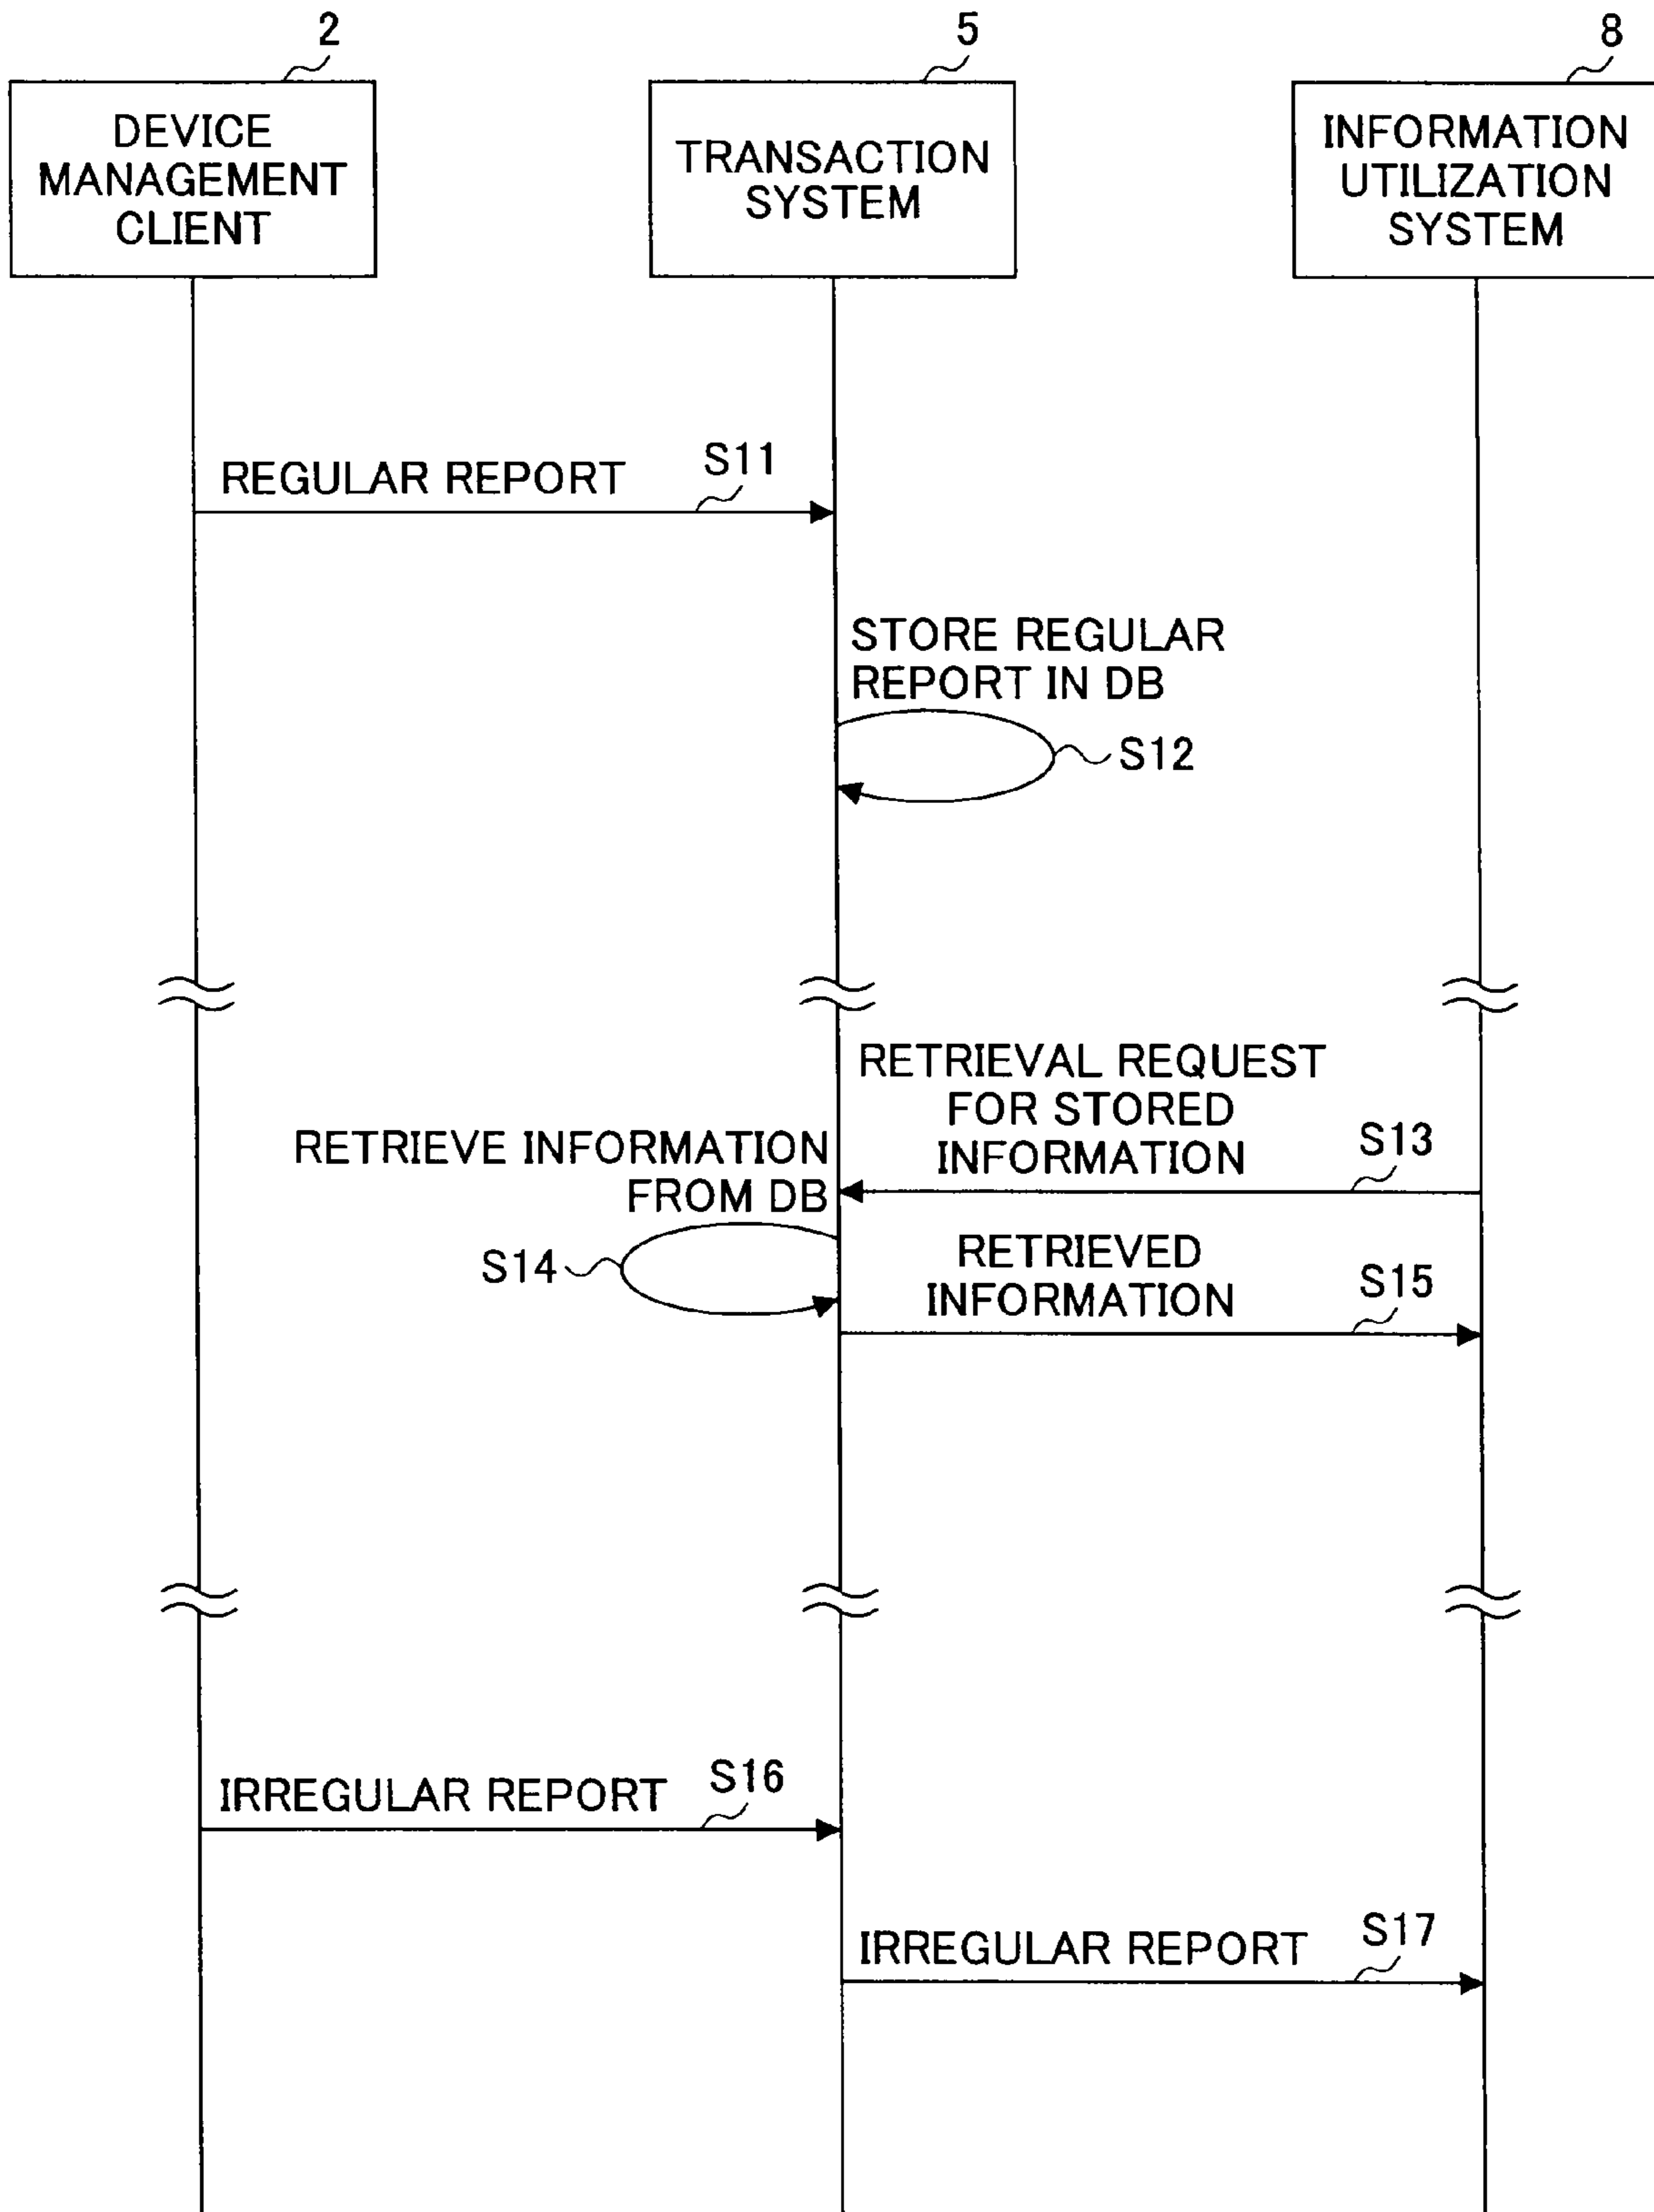 2
5
8
DEVICE
MANAGEMENT
CLIENT
TRANSACTION
SYSTEM
INFORMATION
UTILIZATION
SYSTEM
REGULAR REPORT
S11
STORE REGULAR
REPORT IN DB
S12
RETRIEVAL REQUEST
FOR STORED
INFORMATION
S13
RETRIEVE INFORMATION
FROM DB
S14
RETRIEVED
INFORMATION
S15
IRREGULAR REPORT
S16
IRREGULAR REPORT
S17